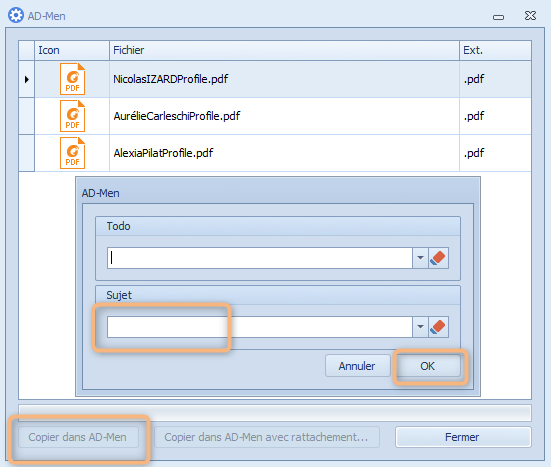 AD-Men
Icon Fichier Ext.
PDF NicolasIZARDProfile.pdf .pdf
PDF AurélieCarleschiProfile.pdf .pdf
PDF AlexiaPilatProfile.pdf .pdf
AD-Men
Todo
Sujet
Annuler OK
Copier dans AD-Men Copier dans AD-Men avec rattachement... Fermer